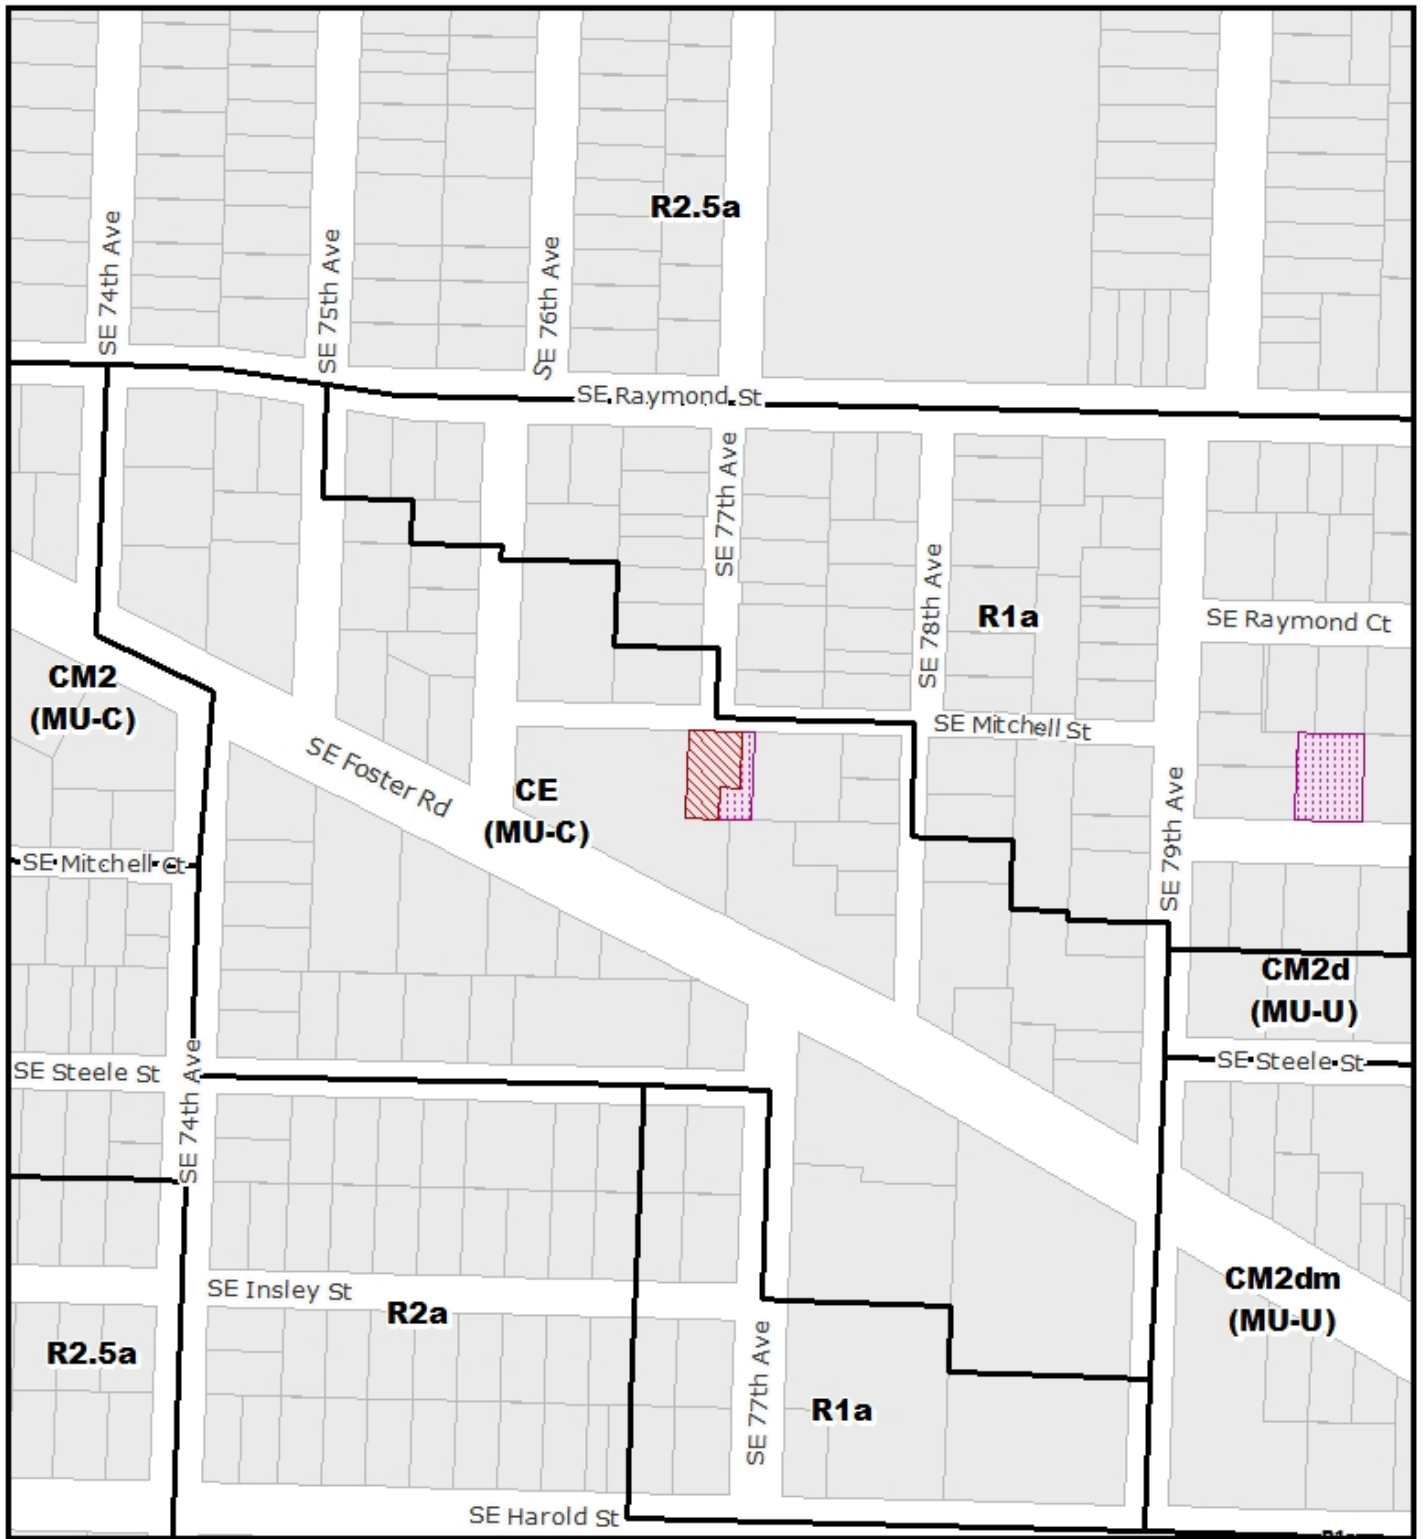 R2.5a
SE 74th Ave
SE 75th Ave
SE 76th Ave
SE Raymond St
SE 77th Ave
SE 78th Ave
R1a
SE Raymond Ct
CM2
(MU-C)
SE Foster Rd
SE Mitchell St
CE
(MU-C)
SE 79th Ave
SE Mitchell Ct
CM2d
(MU-U)
SE Steele St
SE Steele St
SE 74th Ave
SE Insley St
R2a
R2.5a
CM2dm
(MU-U)
SE 77th Ave
R1a
SE Harold St